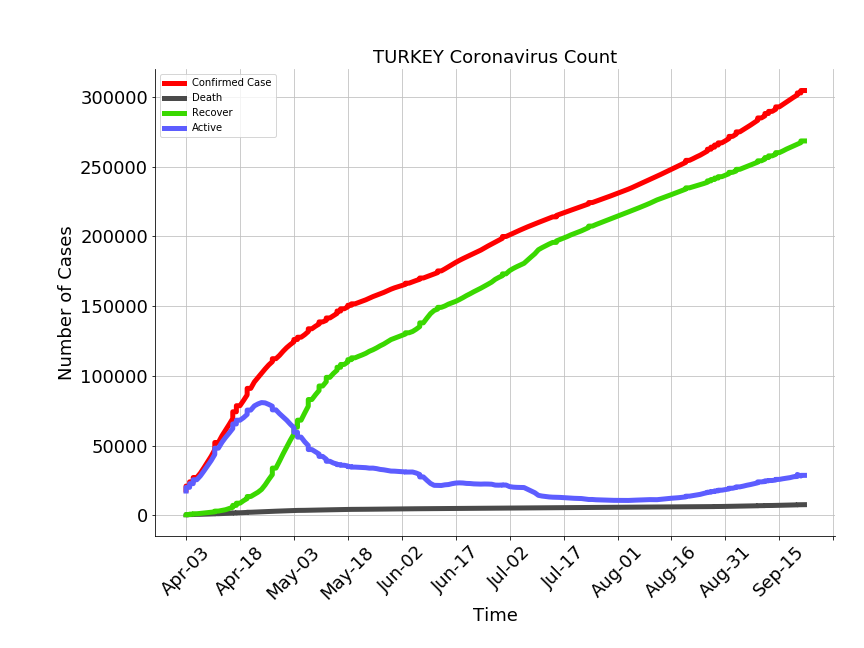 TURKEY Coronavirus Count
Confirmed Case
Death
Recover
Active
Number of Cases
300000
250000
200000
150000
100000
50000
0
Apr-03
Apr-18
May-03
May-18
Jun-02
Jun-17
Jul-02
Jul-17
Aug-01
Aug-16
Aug-31
Sep-15
Time